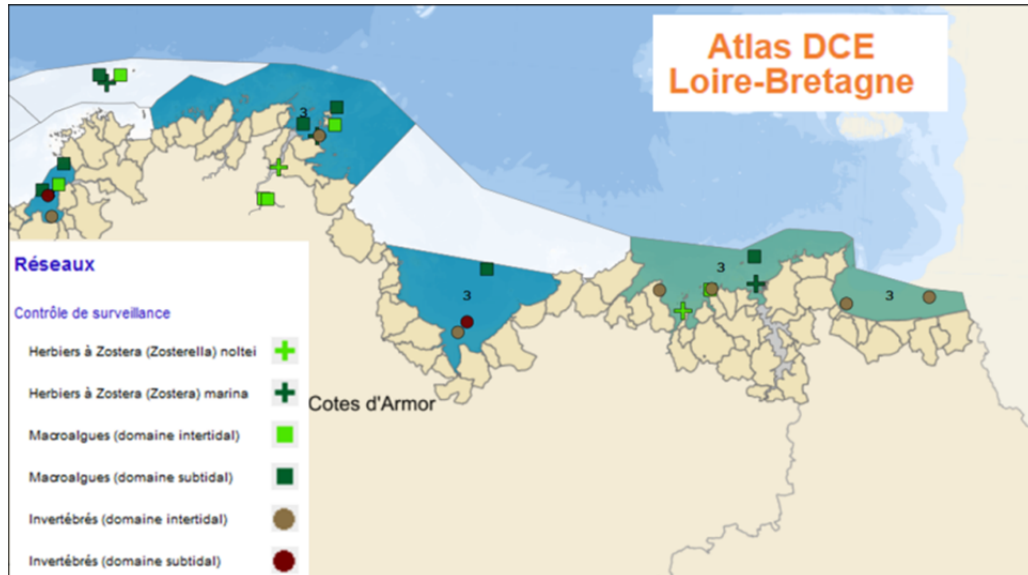 Atlas DCE
Loire-Bretagne
3
3
3
3
Réseaux
Contrôle de surveillance
Herbiers à Zostera (Zosterella) noltei
Herbiers à Zostera (Zostera) marina
Cotes d'Armor
Macroalgues (domaine intertidal)
Macroalgues (domaine subtidal)
Invertébrés (domaine intertidal)
Invertébrés (domaine subtidal)